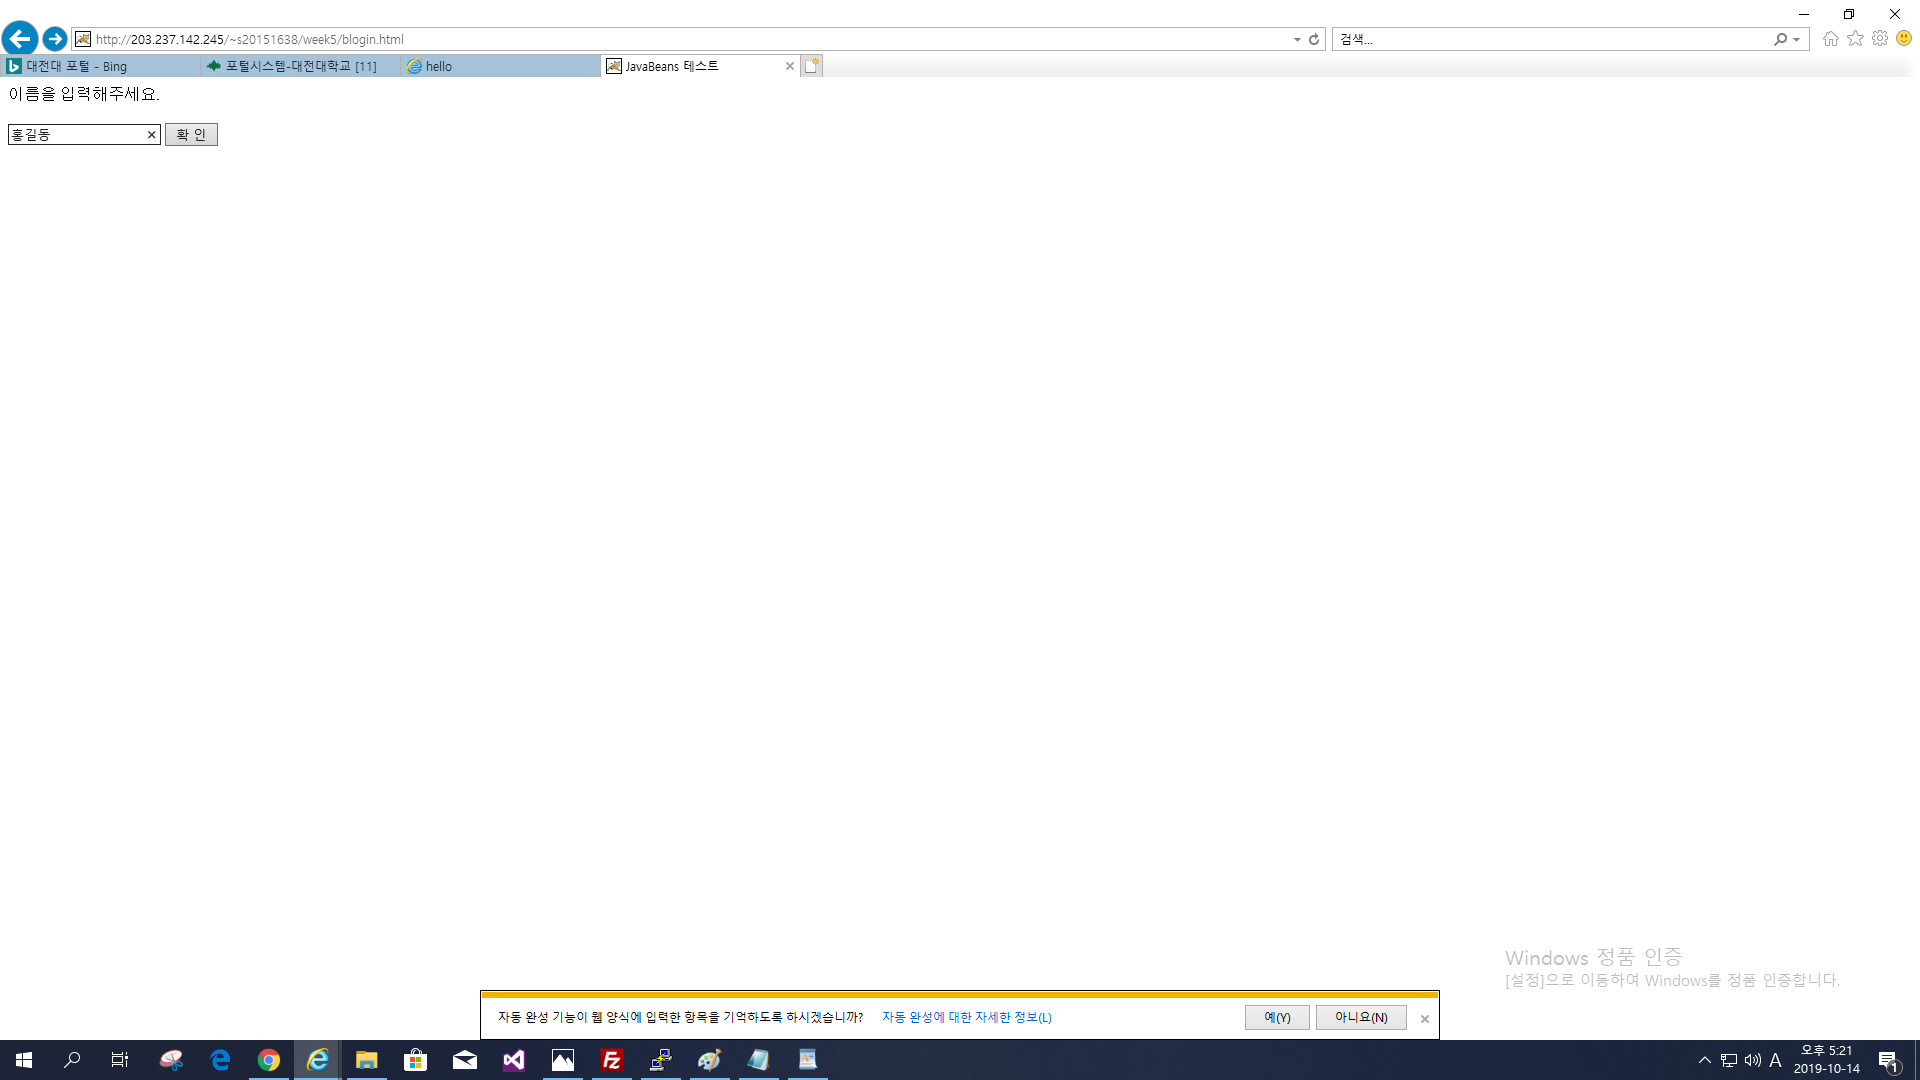 http://203.237.142.245/~s20151638/week5/blogin.html
검색...
대전대 포털 - Bing
포털시스템-대전대학교 [11]
hello
JavaBeans 테스트
이름을 입력해주세요.
홍길동
확 인
Windows 정품 인증
[설정]으로 이동하여 Windows를 정품 인증합니다.
자동 완성 기능이 웹 양식에 입력한 항목을 기억하도록 하시겠습니까?
자동 완성에 대한 자세한 정보(L)
예(Y)
아니요(N)
A
오후 5:21
2019-10-14
1